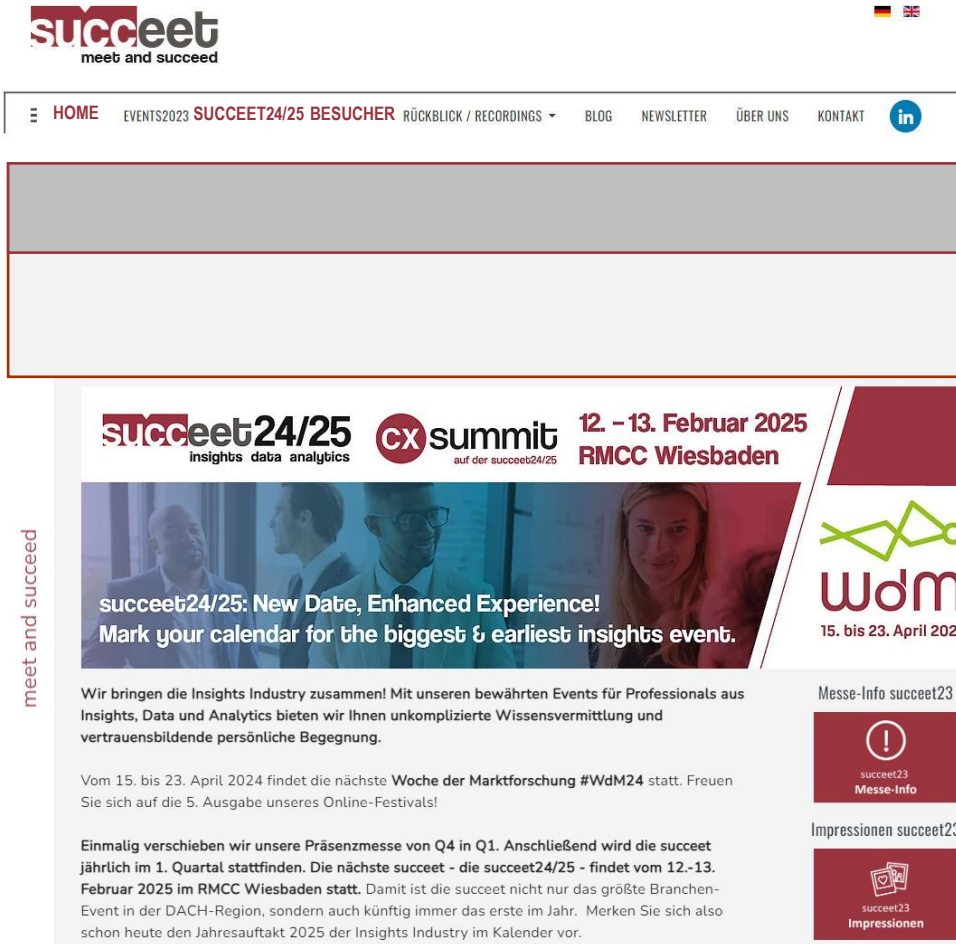 succeet
meet and succeed
HOME EVENTS2023 SUCCEET24/25 BESUCHER RÜCKBLICK / RECORDINGS BLOG NEWSLETTER ÜBER UNS KONTAKT in
meet and succeed
succeet24/25
insights data analytics
cx summit
auf der succeet24/25
12. – 13. Februar 2025
RMCC Wiesbaden
succeet24/25: New Date, Enhanced Experience!
Mark your calendar for the biggest & earliest insights event.
WdM
15. bis 23. April 202
Wir bringen die Insights Industry zusammen! Mit unseren bewährten Events für Professionals aus
Insights, Data und Analytics bieten wir Ihnen unkomplizierte Wissensvermittlung und
vertrauensbildende persönliche Begegnung.
Vom 15. bis 23. April 2024 findet die nächste Woche der Marktforschung #WdM24 statt. Freuen
Sie sich auf die 5. Ausgabe unseres Online-Festivals!
Einmalig verschieben wir unsere Präsenzmesse von Q4 in Q1. Anschließend wird die succeet
jährlich im 1. Quartal stattfinden. Die nächste succeet - die succeet24/25 - findet vom 12.-13.
Februar 2025 im RMCC Wiesbaden statt. Damit ist die succeet nicht nur das größte Branchen-
Event in der DACH-Region, sondern auch künftig immer das erste im Jahr. Merken Sie sich also
schon heute den Jahresauftakt 2025 der Insights Industry im Kalender vor.
Messe-Info succeet23
succeet23
Messe-Info
Impressionen succeet23
succeet23
Impressionen